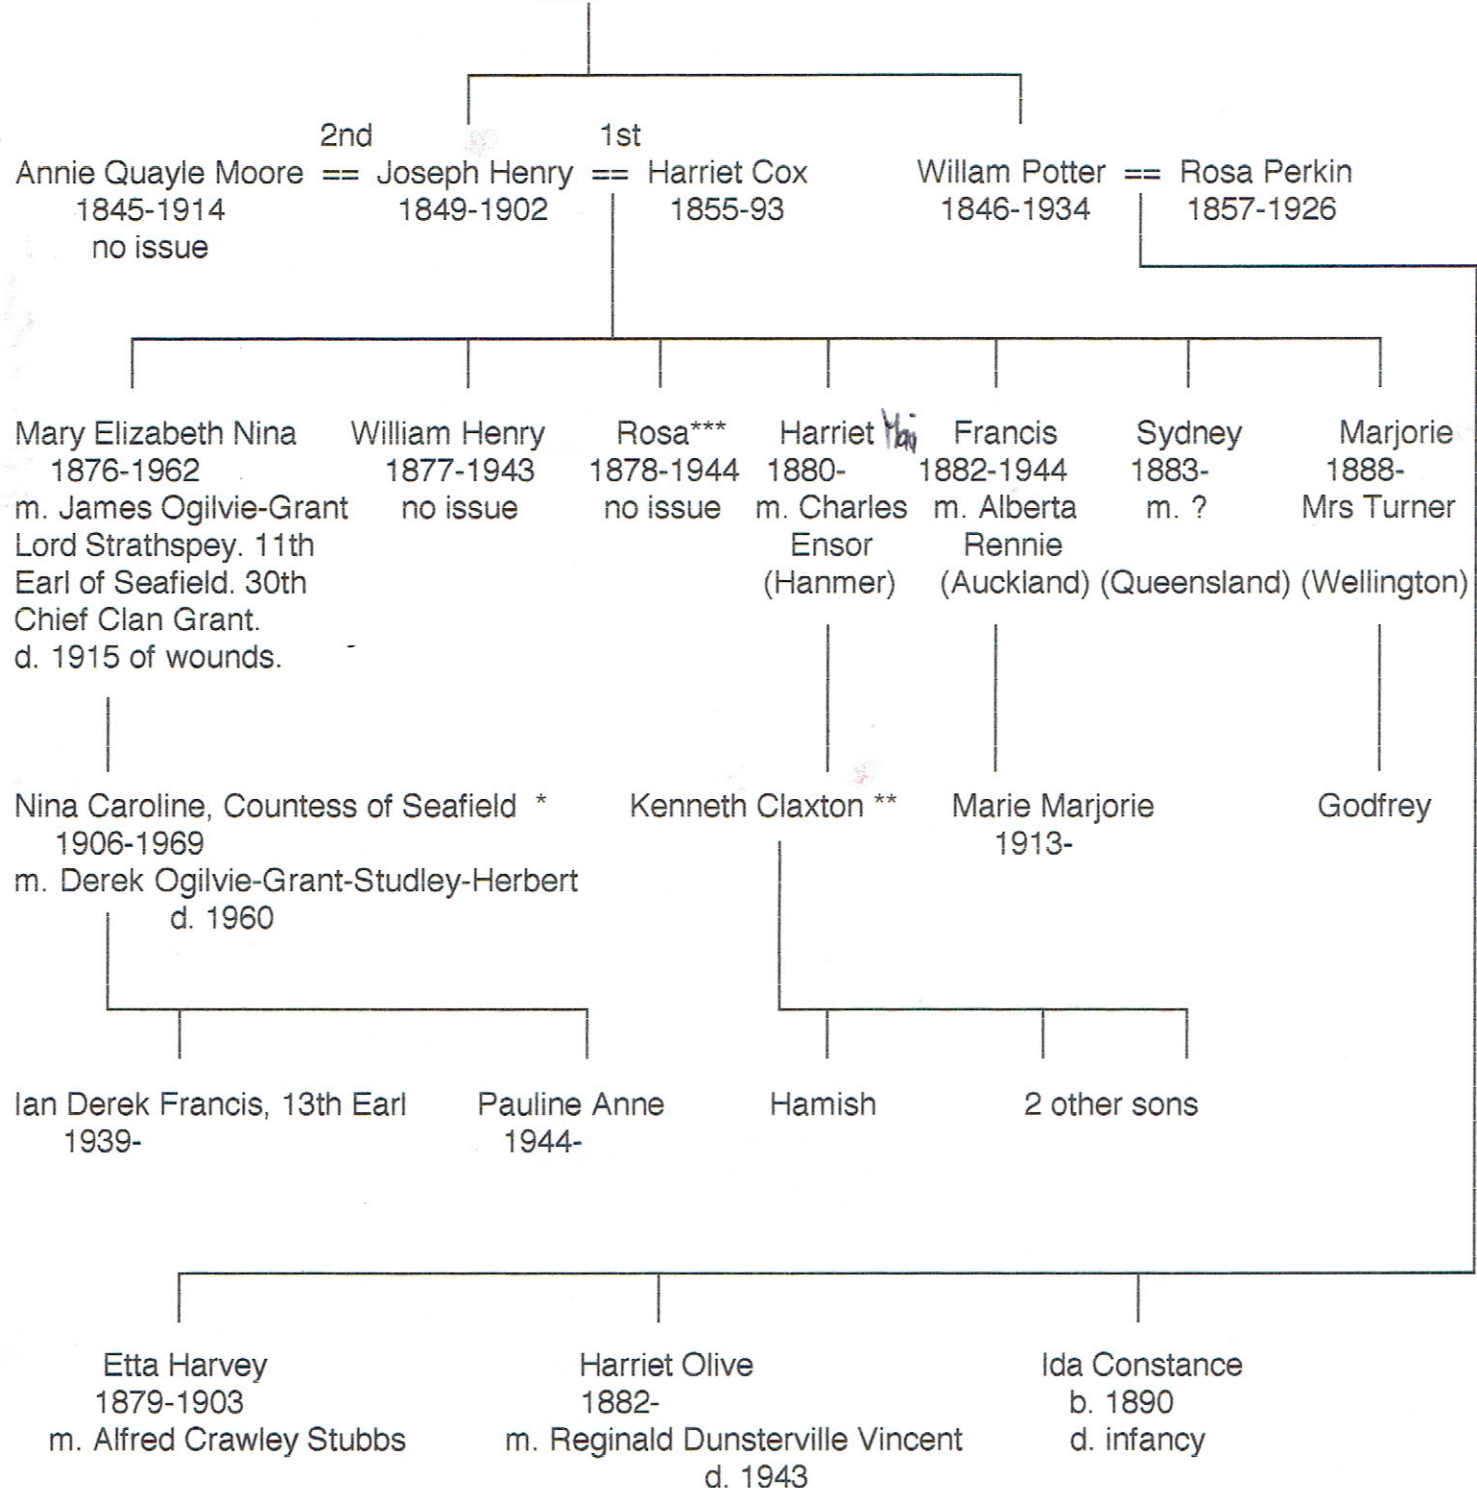 2nd 1st
Annie Quayle Moore == Joseph Henry == Harriet Cox Willam Potter == Rosa Perkin
1845-1914 1849-1902 1855-93 1846-1934 1857-1926
no issue
Mary Elizabeth Nina William Henry Rosa*** Harriet Francis Sydney Marjorie
1876-1962 1877-1943 1878-1944 1880- 1882-1944 1883- 1888-
m. James Ogilvie-Grant no issue no issue m. Charles m. Alberta m. ? Mrs Turner
Lord Strathspey. 11th Ensor Rennie
Earl of Seafield. 30th (Hanmer) (Auckland) (Queensland) (Wellington)
Chief Clan Grant.
d. 1915 of wounds.
Nina Caroline, Countess of Seafield * Kenneth Claxton ** Marie Marjorie Godfrey
1906-1969 1913-
m. Derek Ogilvie-Grant-Studley-Herbert
d. 1960
Ian Derek Francis, 13th Earl Pauline Anne Hamish 2 other sons
1939- 1944-
Etta Harvey Harriet Olive Ida Constance
1879-1903 1882- b. 1890
m. Alfred Crawley Stubbs m. Reginald Dunsterville Vincent d. infancy
d. 1943